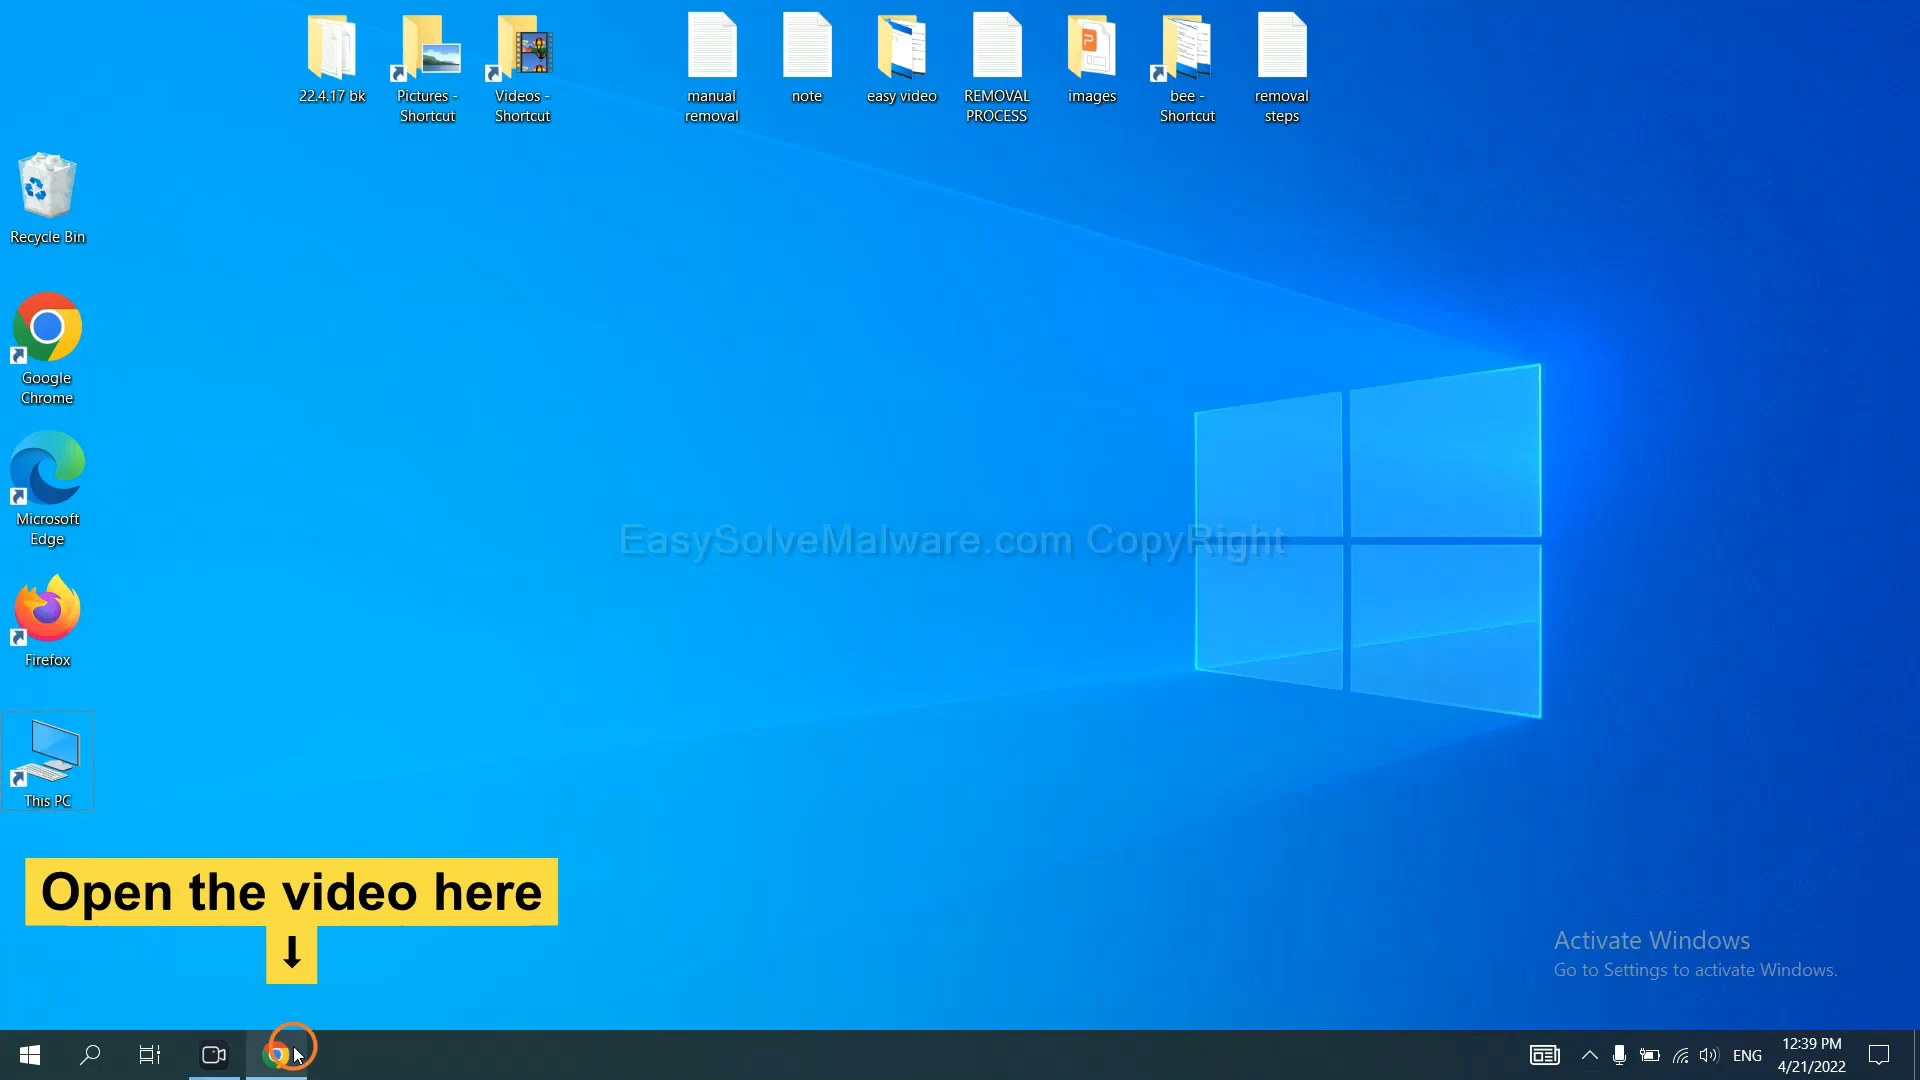 22.4.17 bk
Pictures -
Shortcut
Videos -
Shortcut
manual
removal
note
easy video
REMOVAL
PROCESS
images
bee -
Shortcut
removal
steps
Recycle Bin
Google
Chrome
Microsoft
Edge
Firefox
This PC
EasySolveMalware.com CopyRight
Open the video here
↓
Activate Windows
Go to Settings to activate Windows.
ENG
12:39 PM
4/21/2022